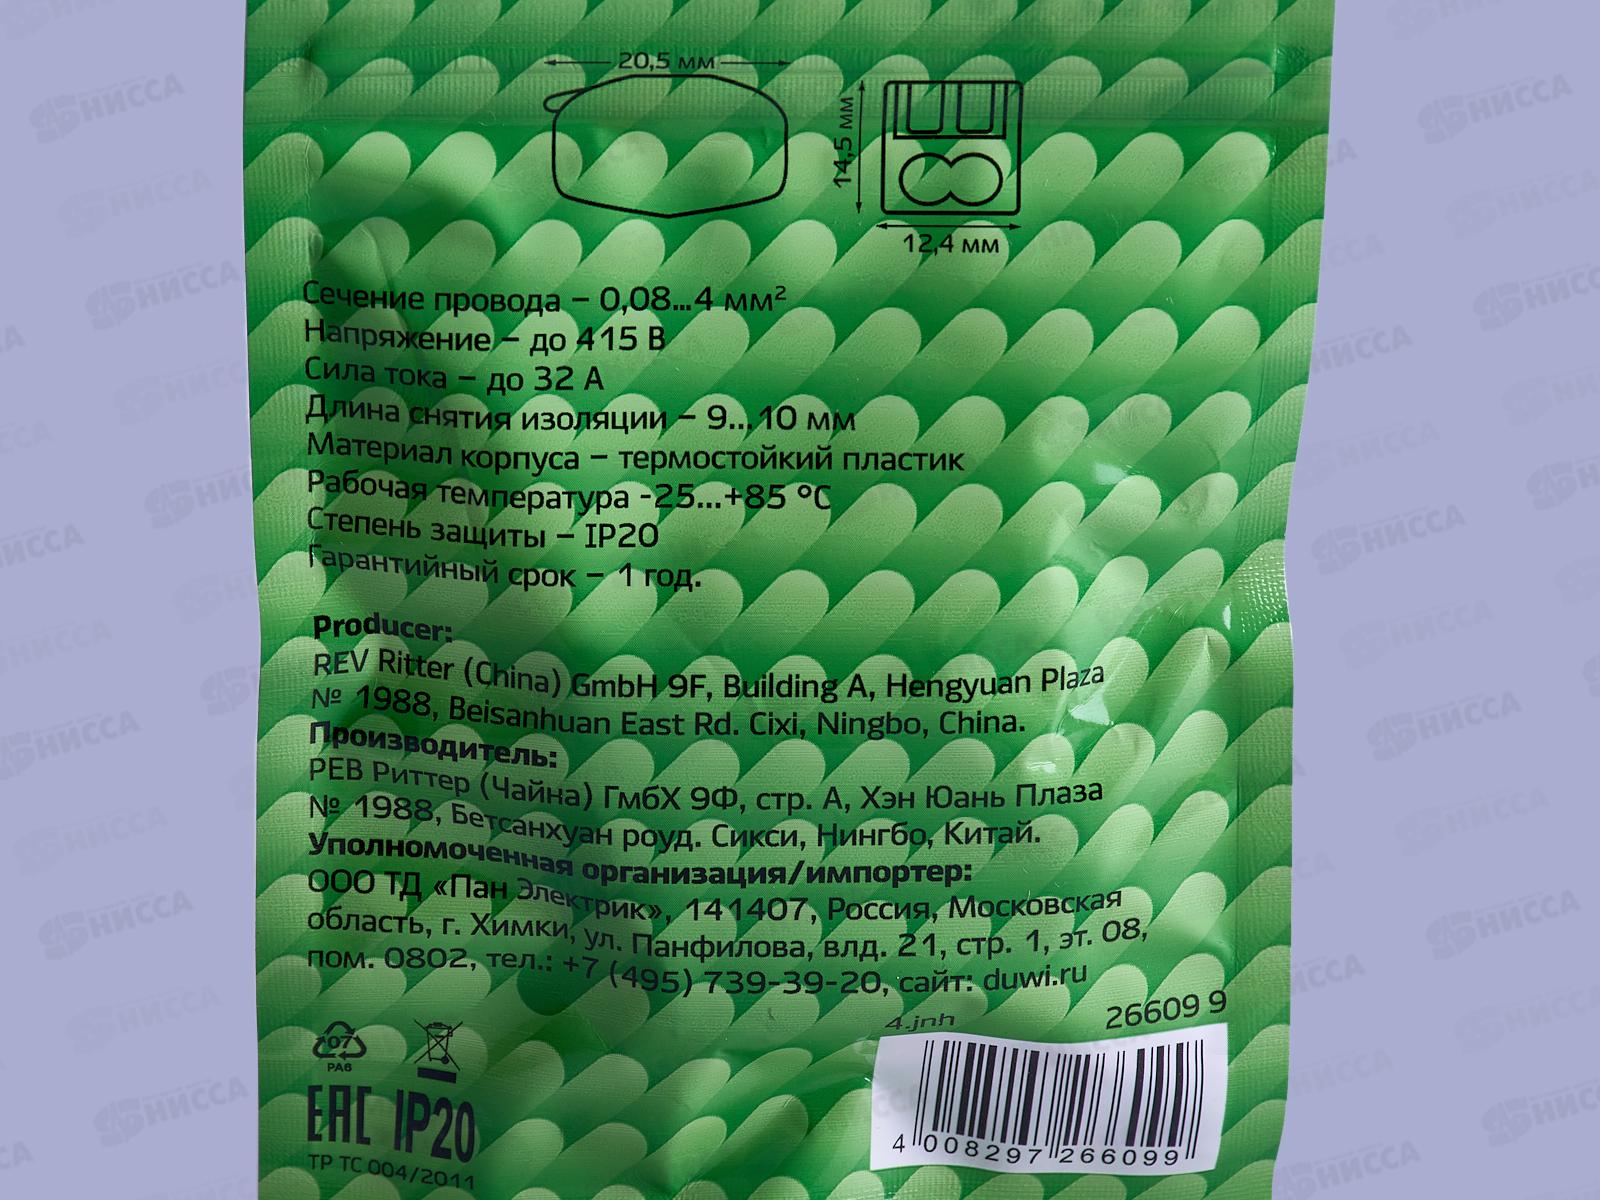 20,5 мм
14,5 мм
12,4 мм
Сечение провода – 0,08...4 мм²
Напряжение – до 415 В
Сила тока – до 32 А
Длина снятия изоляции – 9...10 мм
Материал корпуса – термостойкий пластик
Рабочая температура -25...+85 °С
Степень защиты – IP20
Гарантийный срок – 1 год.
Producer:
REV Ritter (China) GmbH 9F, Building A, Hengyuan Plaza
№ 1988, Beisanhuan East Rd. Cixi, Ningbo, China.
Производитель:
РЕВ Риттер (Чайна) ГмбХ 9Ф, стр. А, Хэн Юань Плаза
№ 1988, Бетсанхуан роуд. Сикси, Нингбо, Китай.
Уполномоченная организация/импортер:
ООО ТД «Пан Электрик», 141407, Россия, Московская
область, г. Химки, ул. Панфилова, влд. 21, стр. 1, эт. 08,
пом. 0802, тел.: +7 (495) 739-39-20, сайт: duwi.ru
4.jnh
26609 9
07
PA6
ЕАС IP20
ТР ТС 004/2011
4 008297 266099
НИССА